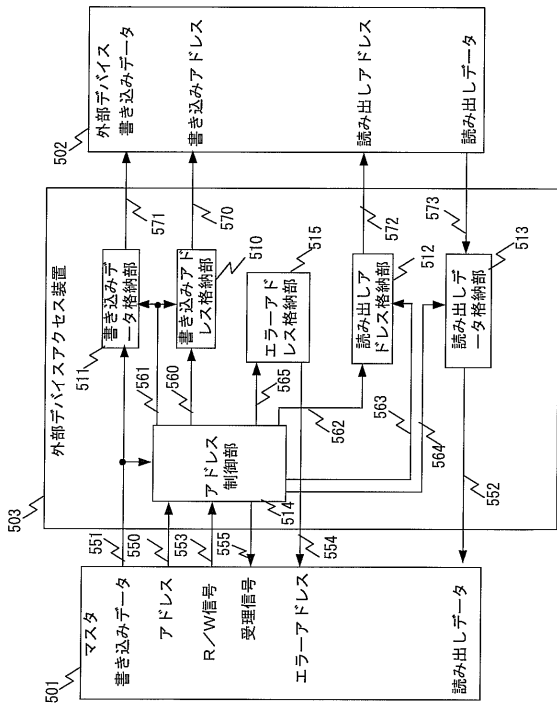 501
マスタ
書き込みデータ
アドレス
R/W信号
受理信号
エラーアドレス
読み出しデータ
551
550
553
555
554
552
503
外部デバイスアクセス装置
511
書き込みデ
ータ格納部
561
560
書き込みアド
レス格納部
510
アドレス
制御部
514
565
エラーアド
レス格納部
515
562
読み出しア
ドレス格納部
512
563
564
読み出しデ
ータ格納部
513
571
570
572
573
502
外部デバイス
書き込みデータ
書き込みアドレス
読み出しアドレス
読み出しデータ